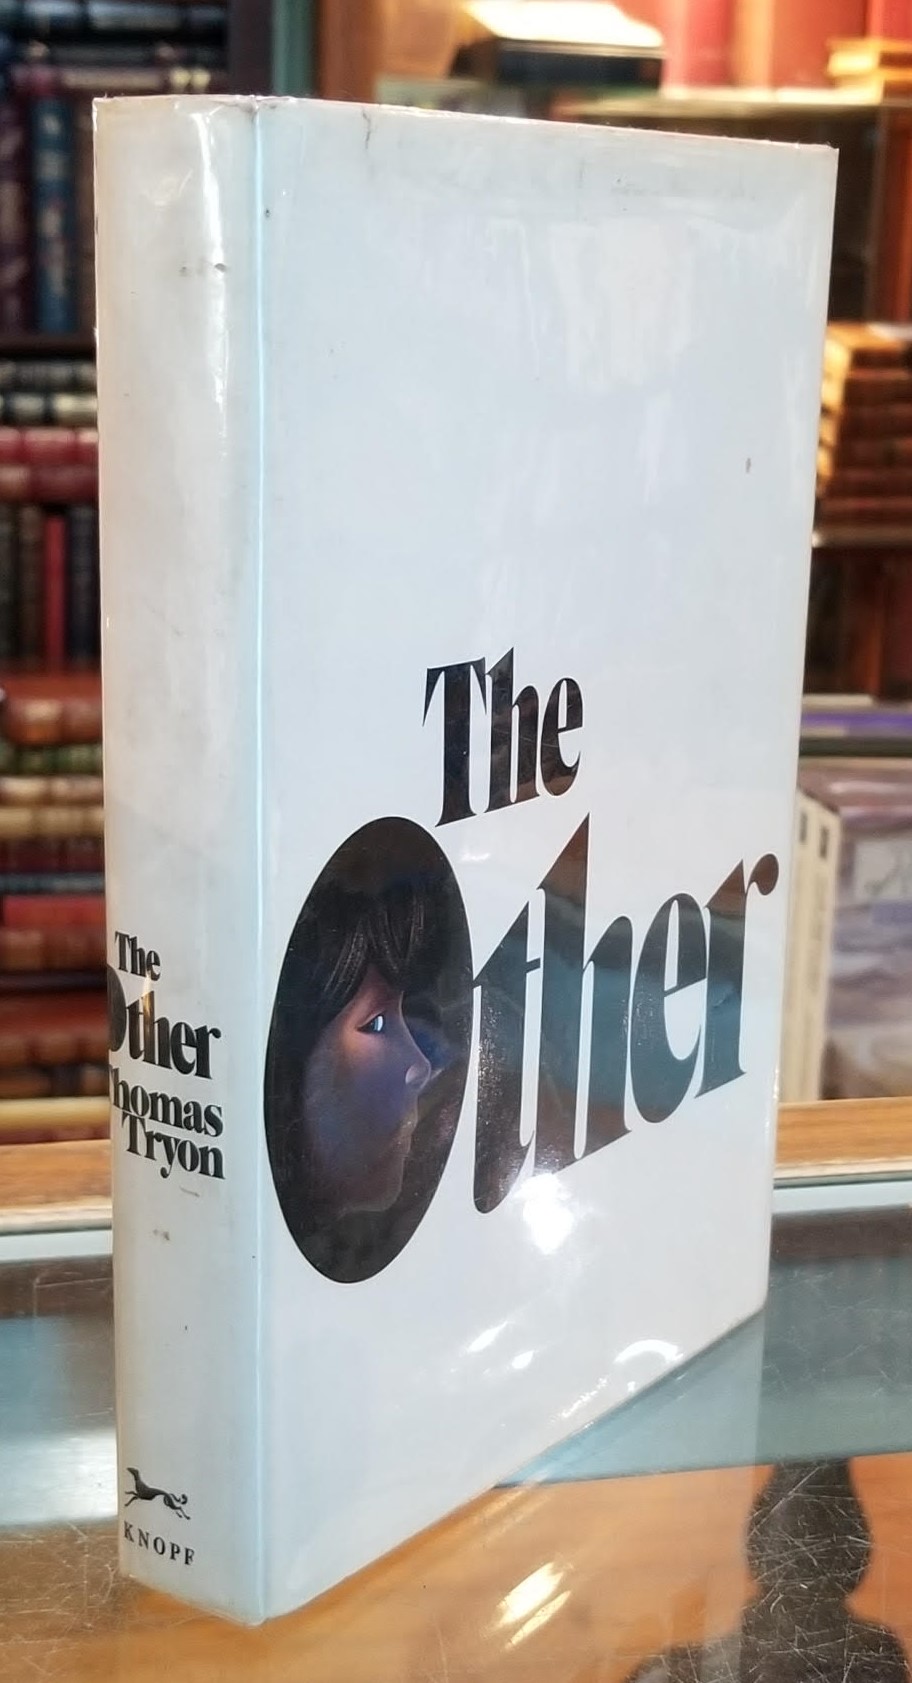 The
Other
Thomas
Tryon
KNOPF
The
Other